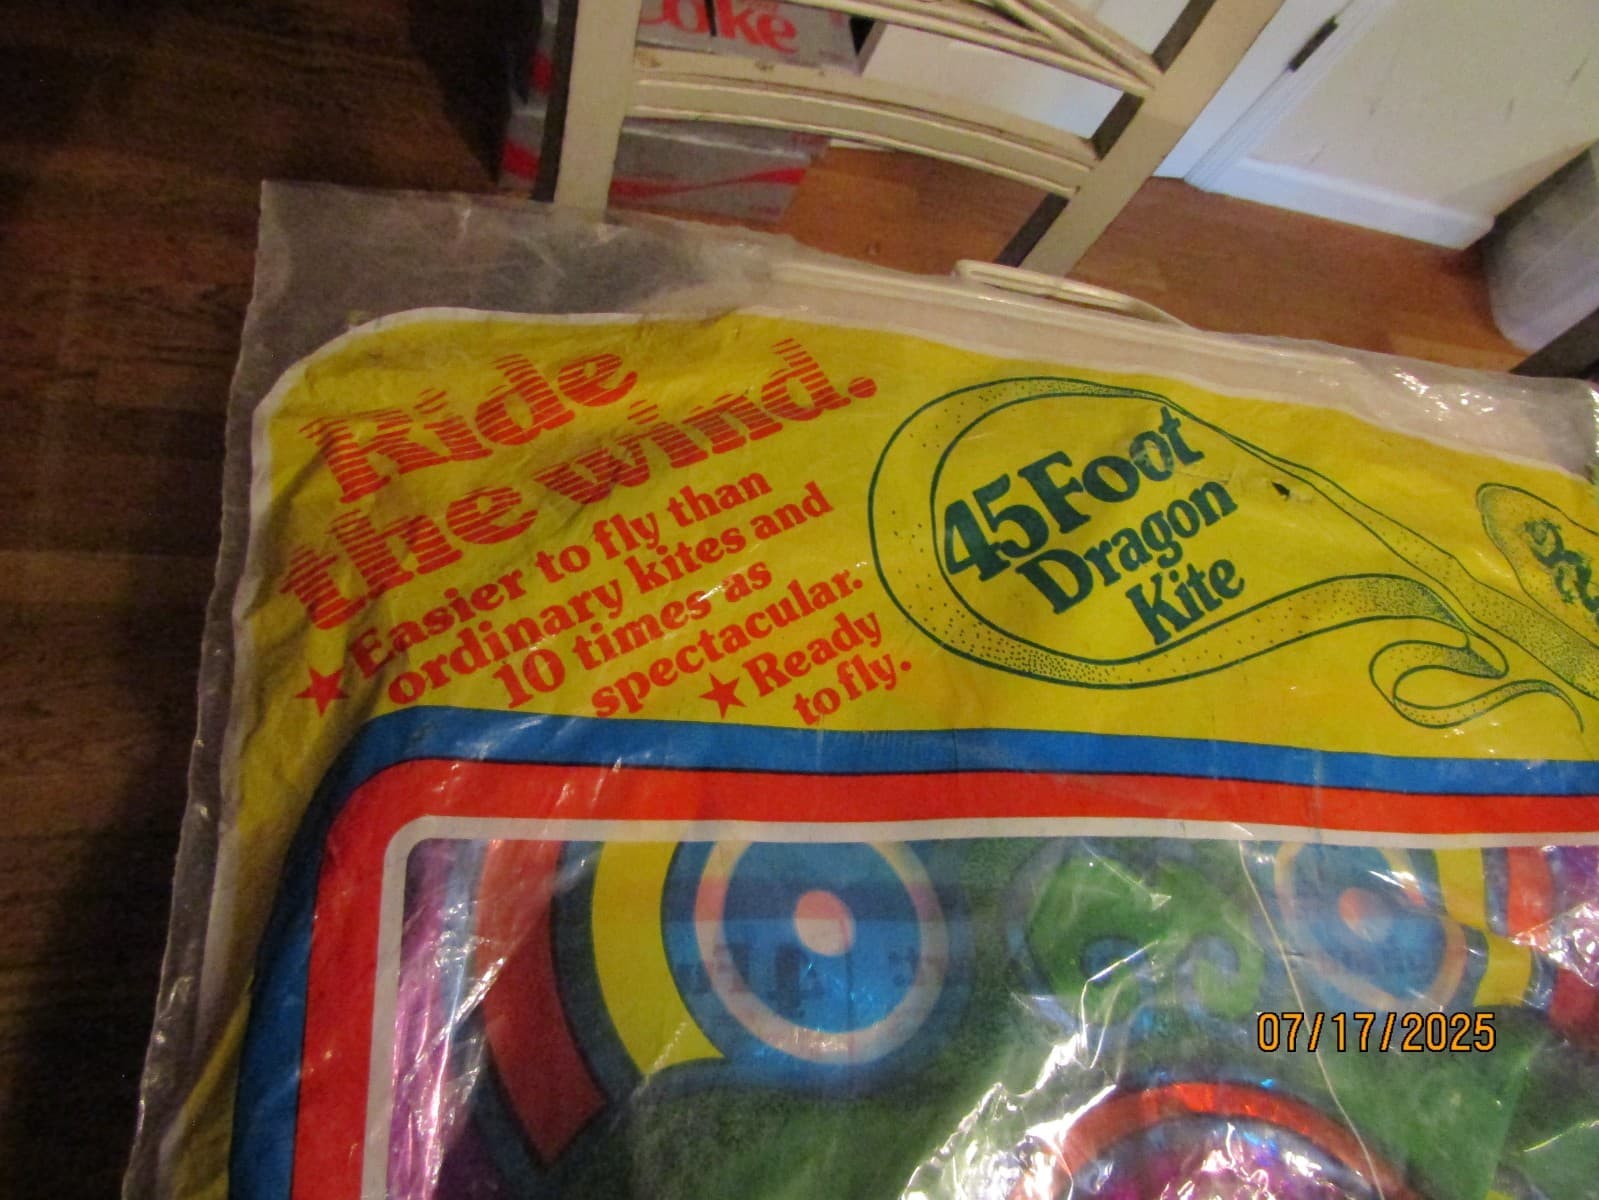 Coke
Ride
the wind.
★ Easier to fly than
ordinary kites and
10 times as
spectacular.
★ Ready
to fly.
45 Foot
Dragon
Kite
07/17/2025